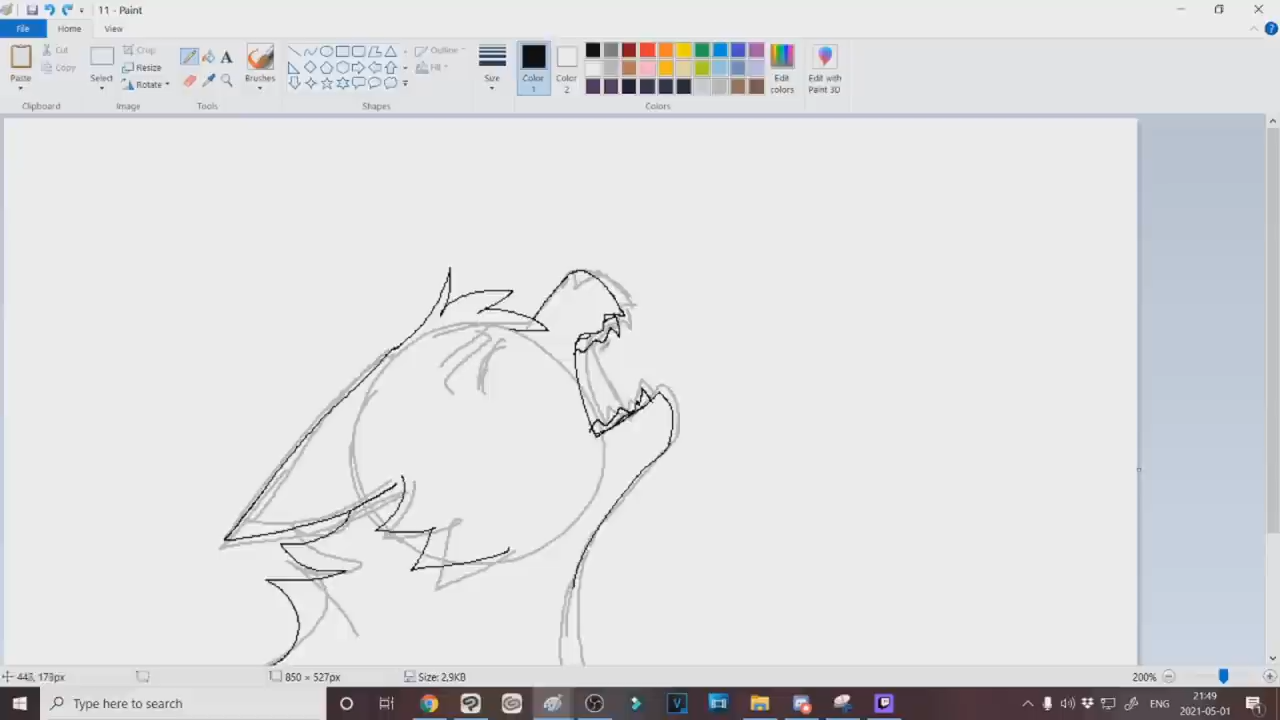 11 - Paint
File Home View
Paste Cut Copy Select Crop Resize Rotate A Brushes Outline Fill Size Color 1 Color 2 Edit colors Edit with Paint 3D
Clipboard Image Tools Shapes Colors
443, 179px 850 × 527px Size: 2,9KB 200%
Type here to search ENG 21:49 2021-05-01